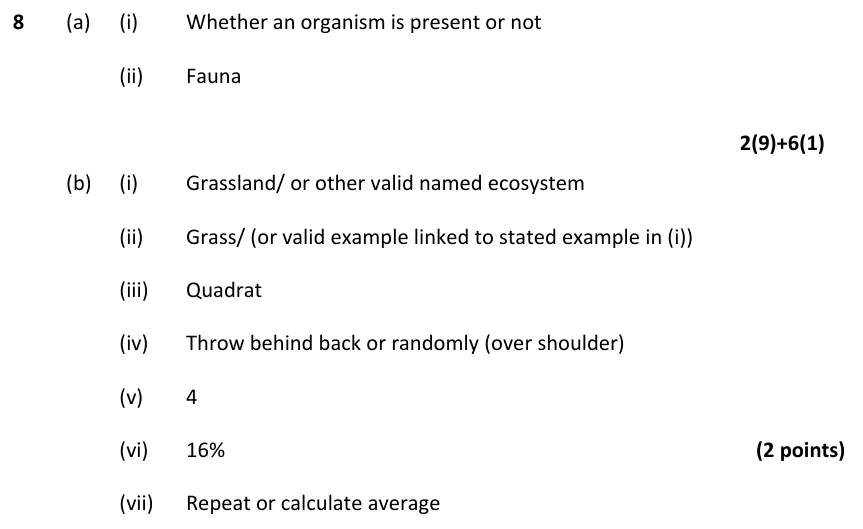 8 (a) (i) Whether an organism is present or not
(ii) Fauna
2(9)+6(1)
(b) (i) Grassland/ or other valid named ecosystem
(ii) Grass/ (or valid example linked to stated example in (i))
(iii) Quadrat
(iv) Throw behind back or randomly (over shoulder)
(v) 4
(vi) 16% (2 points)
(vii) Repeat or calculate average